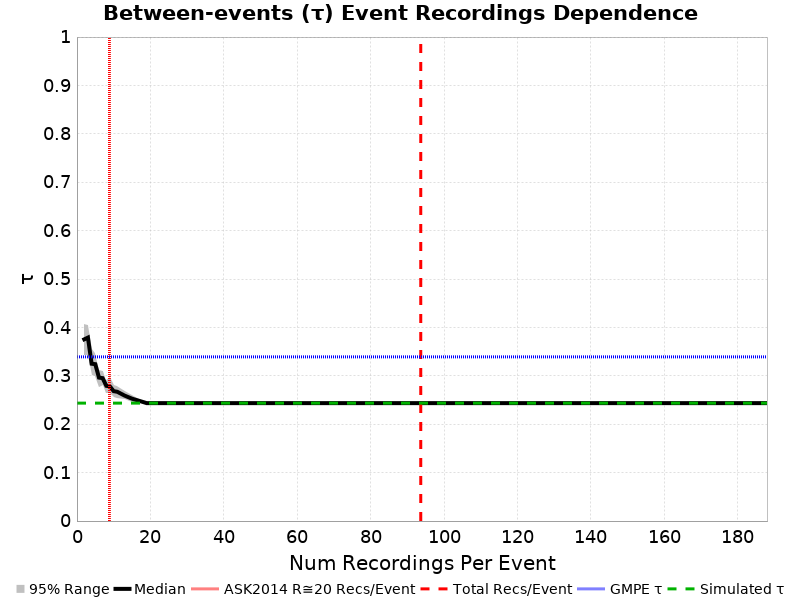 Between-events (τ) Event Recordings Dependence
1
0.9
0.8
0.7
0.6
0.5
0.4
0.3
0.2
0.1
0
τ
0 20 40 60 80 100 120 140 160 180
Num Recordings Per Event
95% Range Median ASK2014 R≅20 Recs/Event Total Recs/Event GMPE τ Simulated τ